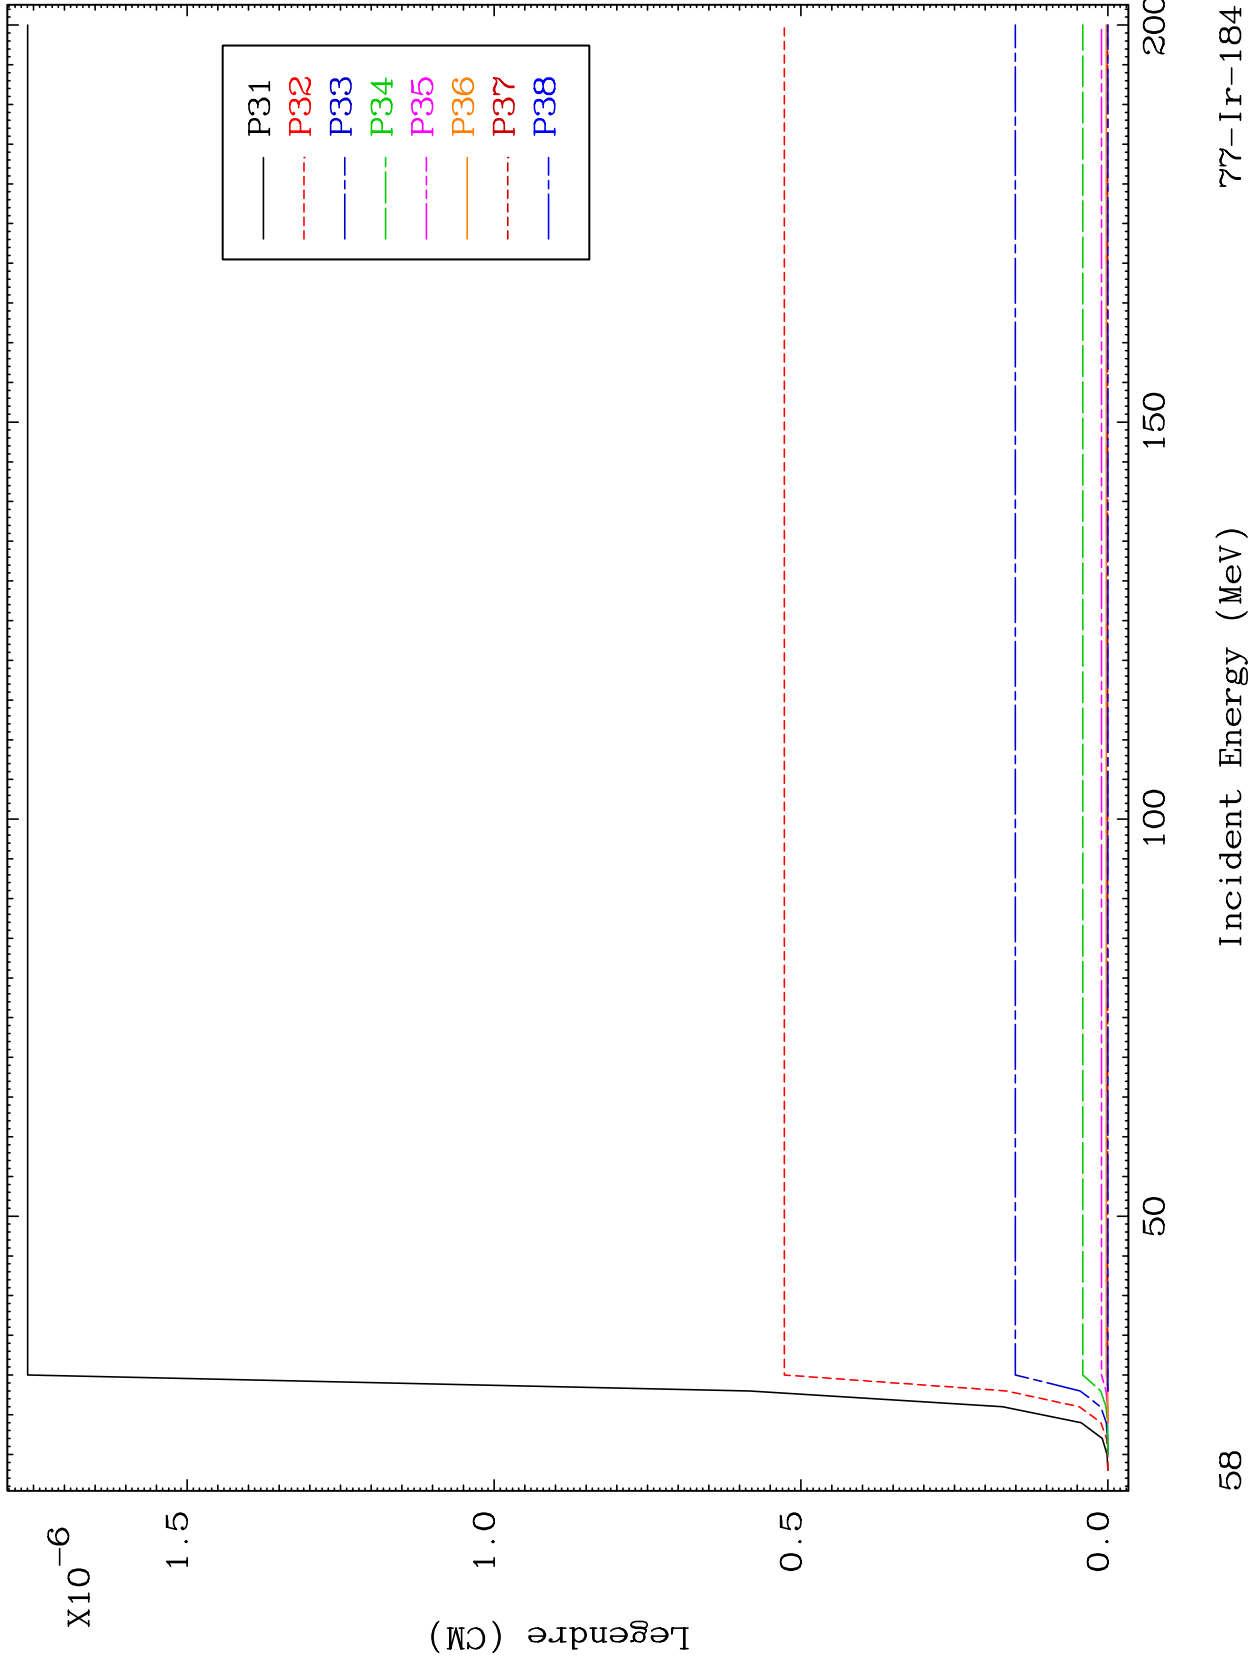 P31
P32
P33
P34
P35
P36
P37
P38
X10^-6
1.5
1.0
0.5
0.0
Legendre (CM)
50
100
150
200
Incident Energy (MeV)
58
77-Ir-184